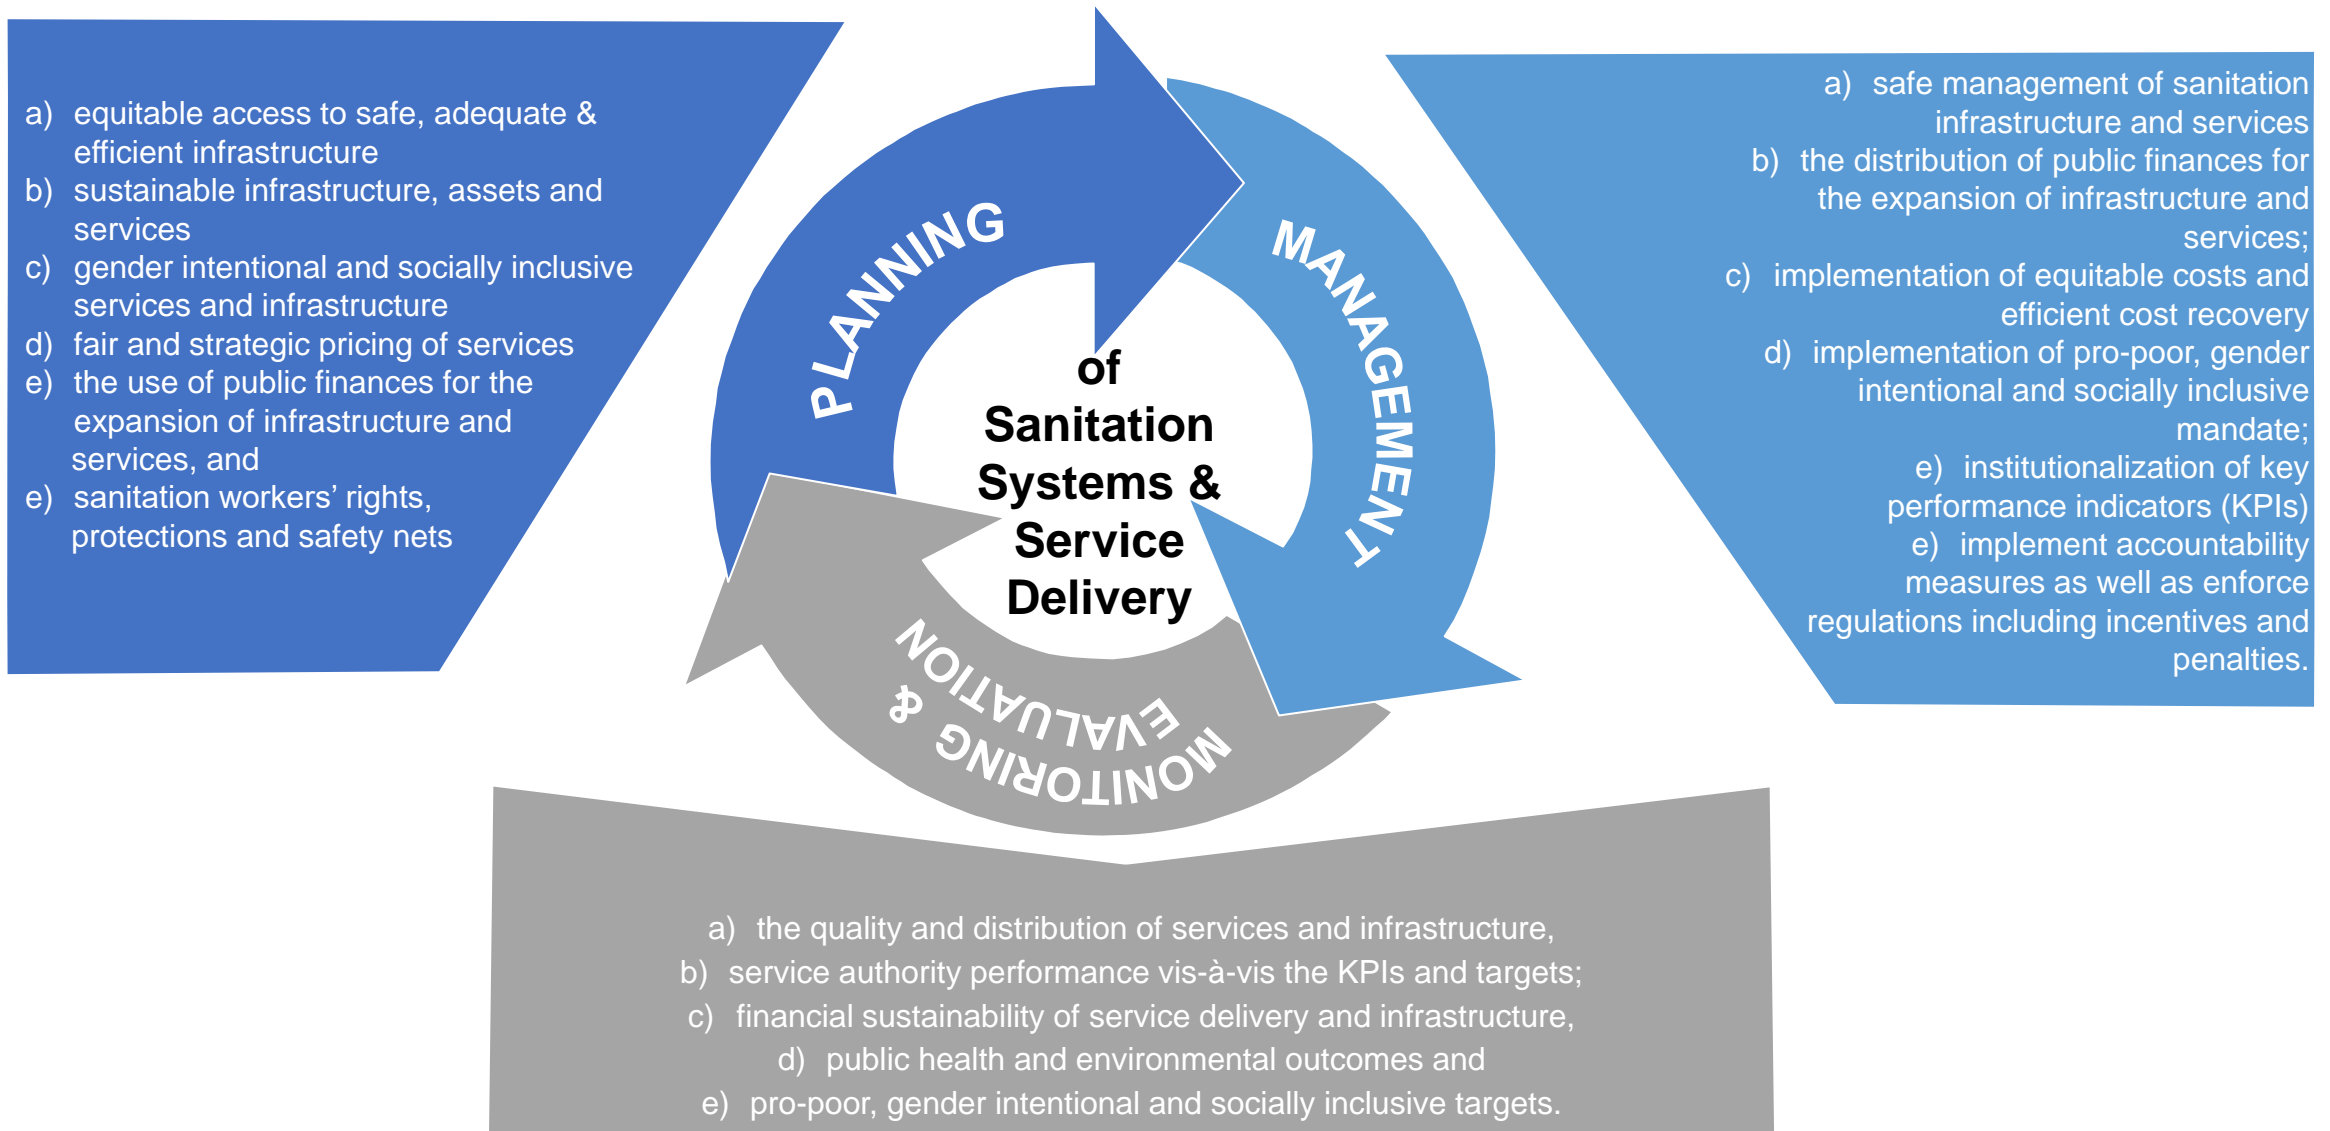 a) equitable access to safe, adequate &
efficient infrastructure
b) sustainable infrastructure, assets and
services
c) gender intentional and socially inclusive
services and infrastructure
d) fair and strategic pricing of services
e) the use of public finances for the
expansion of infrastructure and
services, and
e) sanitation workers’ rights,
protections and safety nets
PLANNING
MANAGEMENT
MONITORING &
EVALUATION
of
Sanitation
Systems &
Service
Delivery
a) safe management of sanitation
infrastructure and services
b) the distribution of public finances for
the expansion of infrastructure and
services;
c) implementation of equitable costs and
efficient cost recovery
d) implementation of pro-poor, gender
intentional and socially inclusive
mandate;
e) institutionalization of key
performance indicators (KPIs)
e) implement accountability
measures as well as enforce
regulations including incentives and
penalties.
a) the quality and distribution of services and infrastructure,
b) service authority performance vis-à-vis the KPIs and targets;
c) financial sustainability of service delivery and infrastructure,
d) public health and environmental outcomes and
e) pro-poor, gender intentional and socially inclusive targets.